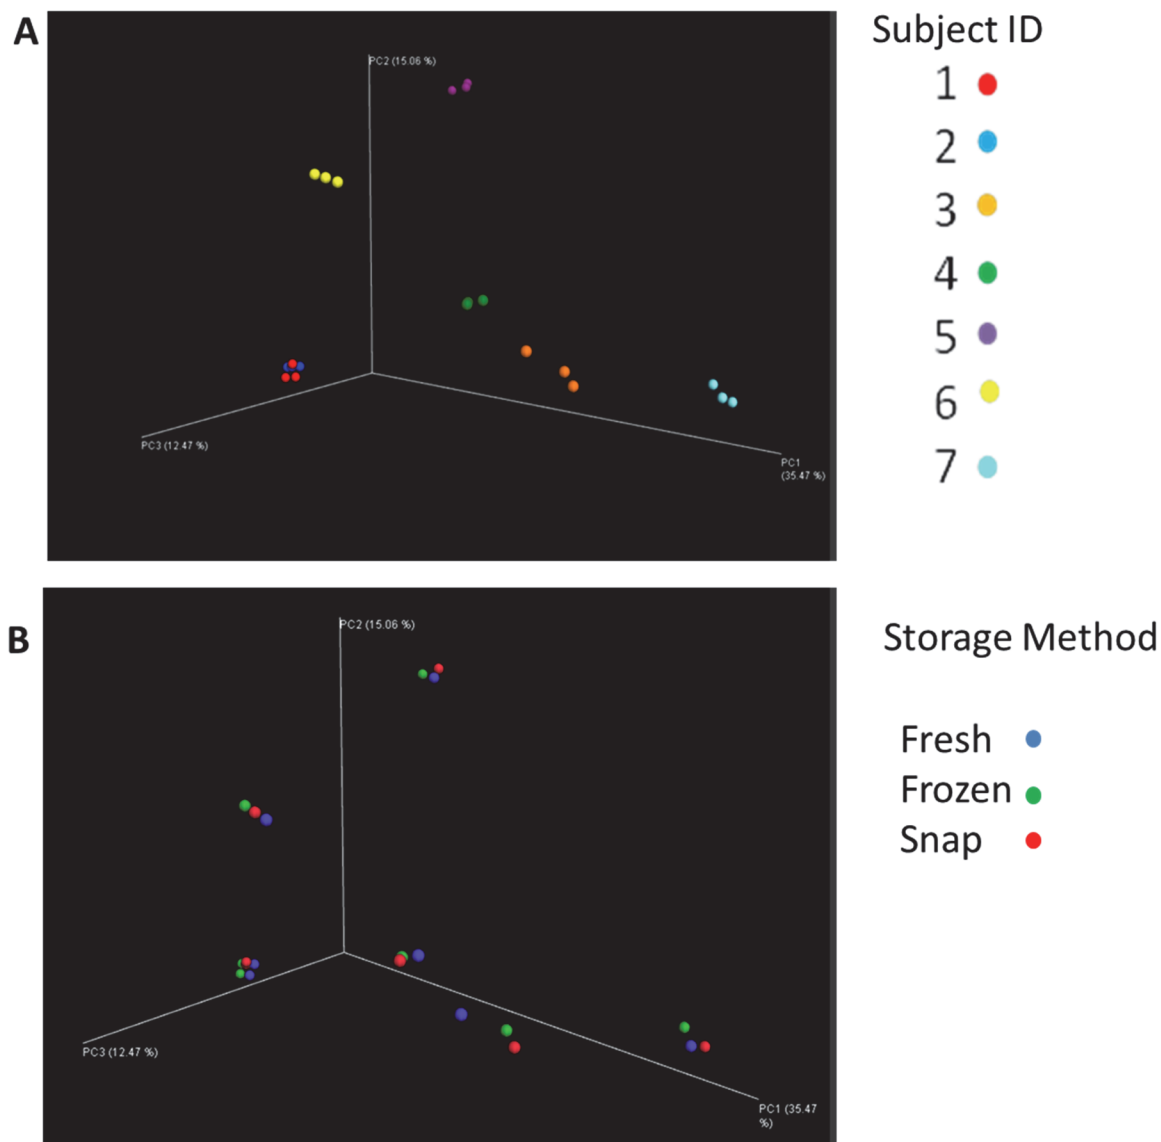 A
Subject ID
PC2 (15.06 %)
1
2
3
4
5
6
7
PC3 (12.47 %)
PC1
(35.47 %)
B
PC2 (15.06 %)
Storage Method
Fresh
Frozen
Snap
PC3 (12.47 %)
PC1 (35.47
%)